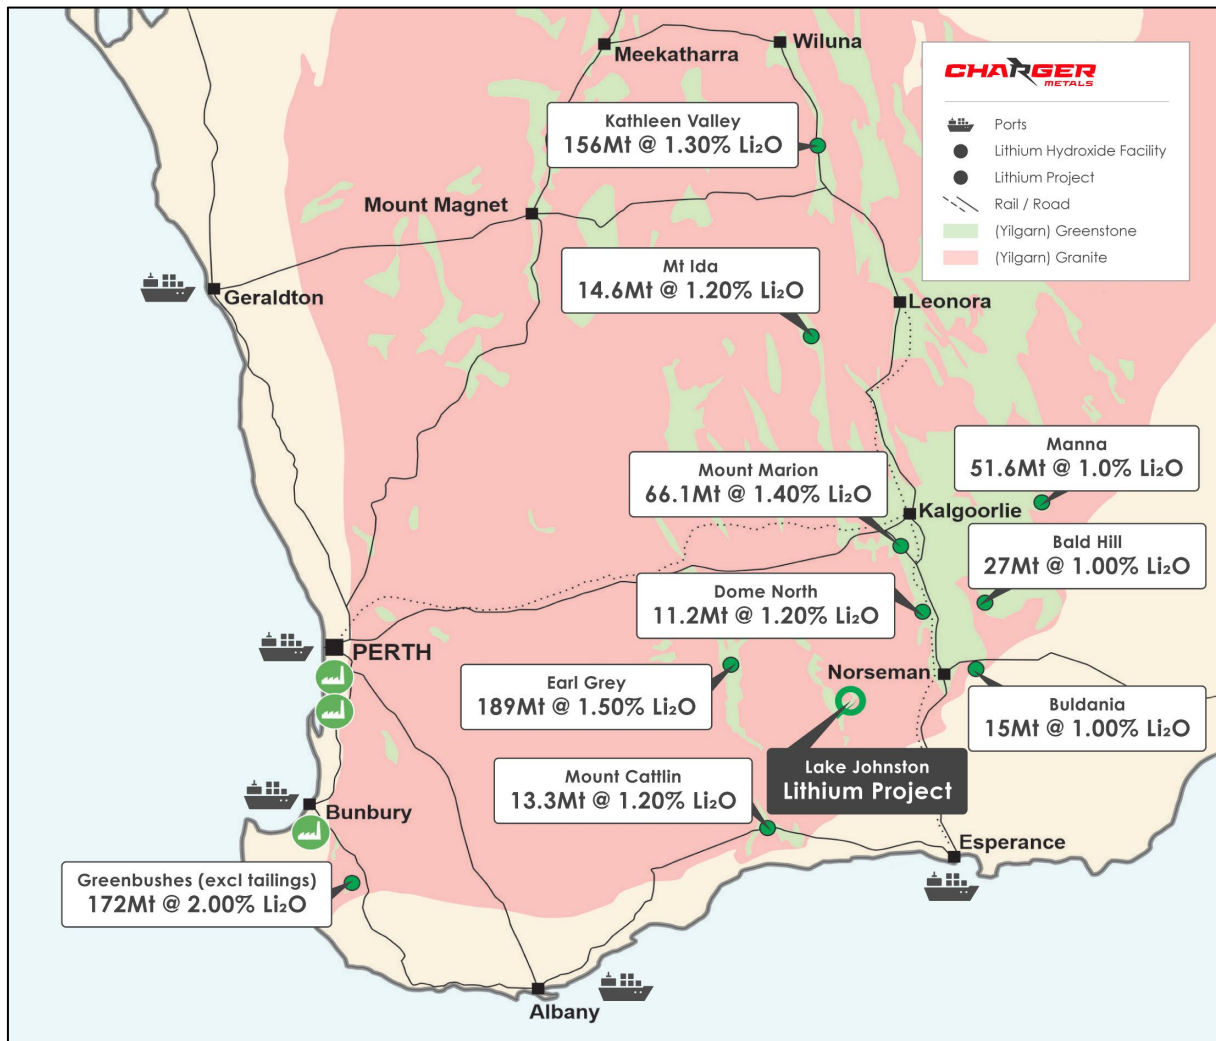 Meekatharra
Wiluna
CHARGER
METALS
Ports
Lithium Hydroxide Facility
Lithium Project
Rail / Road
(Yilgarn) Greenstone
(Yilgarn) Granite
Kathleen Valley
156Mt @ 1.30% Li₂O
Mount Magnet
Mt Ida
14.6Mt @ 1.20% Li₂O
Geraldton
Leonora
Manna
51.6Mt @ 1.0% Li₂O
Mount Marion
66.1Mt @ 1.40% Li₂O
Kalgoorlie
Bald Hill
27Mt @ 1.00% Li₂O
Dome North
11.2Mt @ 1.20% Li₂O
PERTH
Norseman
Earl Grey
189Mt @ 1.50% Li₂O
Buldania
15Mt @ 1.00% Li₂O
Lake Johnston
Lithium Project
Mount Cattlin
13.3Mt @ 1.20% Li₂O
Bunbury
Esperance
Greenbushes (excl tailings)
172Mt @ 2.00% Li₂O
Albany